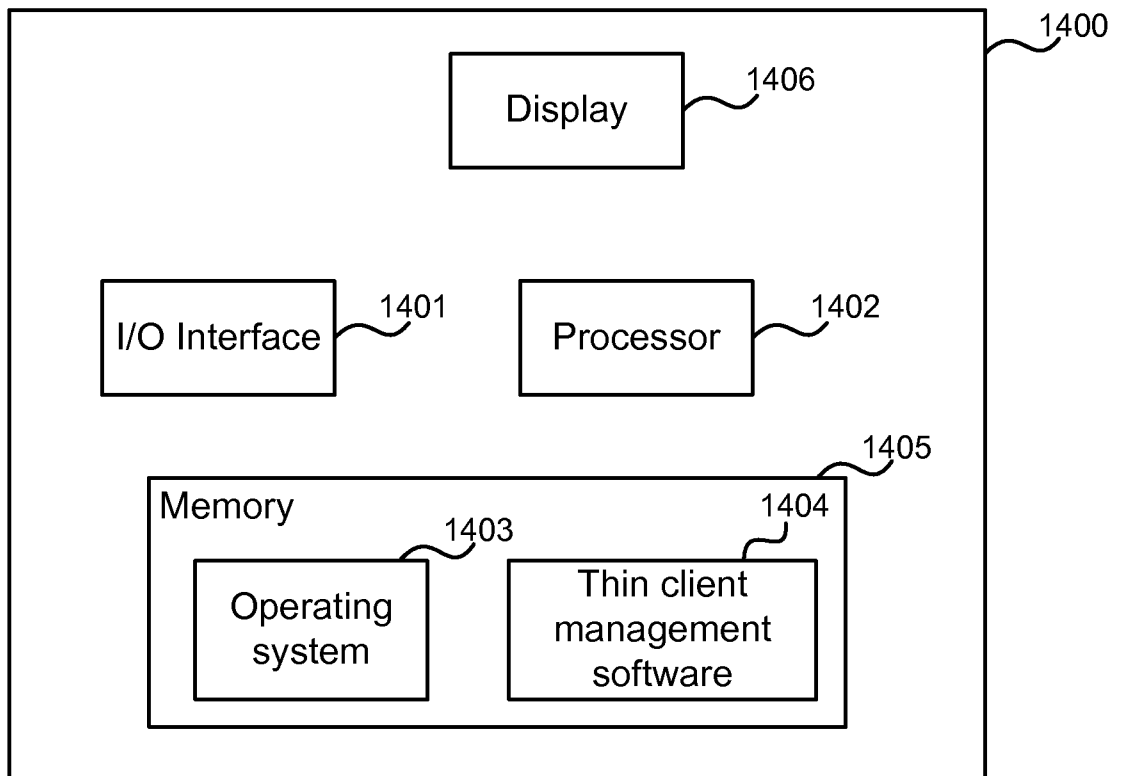 1400
Display
1406
I/O Interface
1401
Processor
1402
1405
Memory
1403
1404
Operating
system
Thin client
management
software